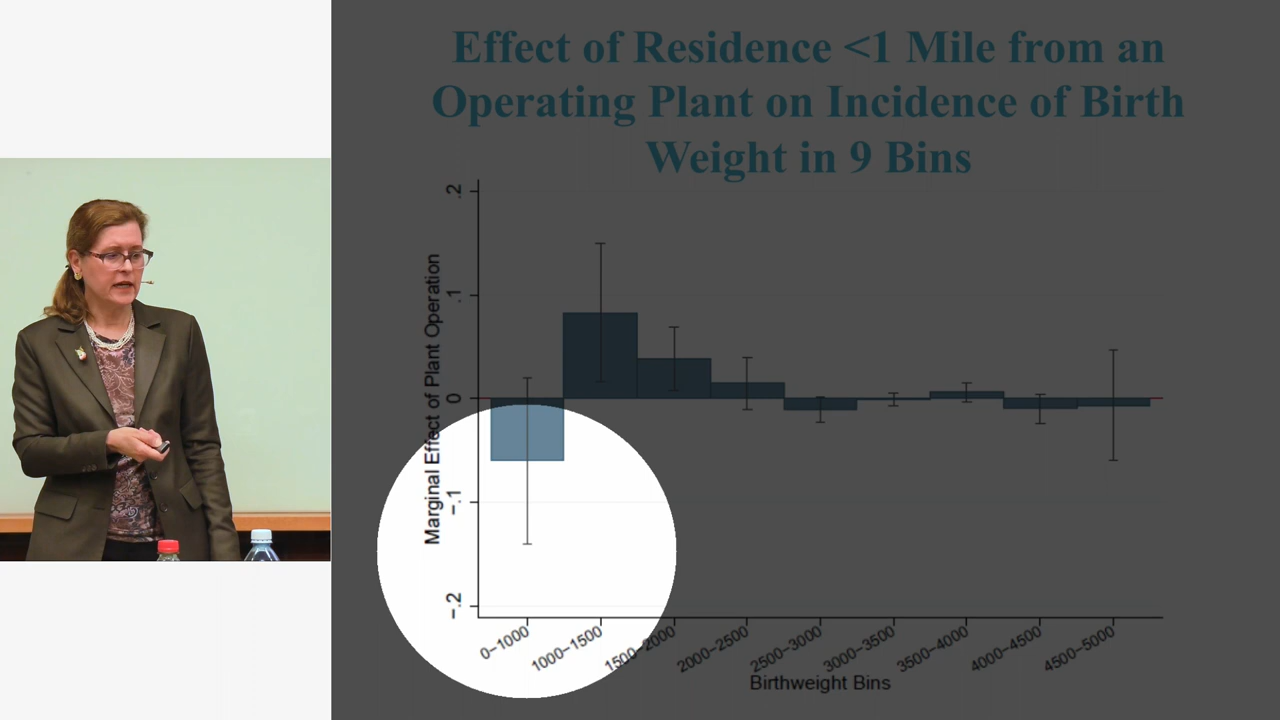 Effect of Residence <1 Mile from an
Operating Plant on Incidence of Birth
Weight in 9 Bins
Marginal Effect of Plant Operation
.2
.1
0
-.1
-.2
0-1000
1000-1500
1500-2000
2000-2500
2500-3000
3000-3500
3500-4000
4000-4500
4500-5000
Birthweight Bins